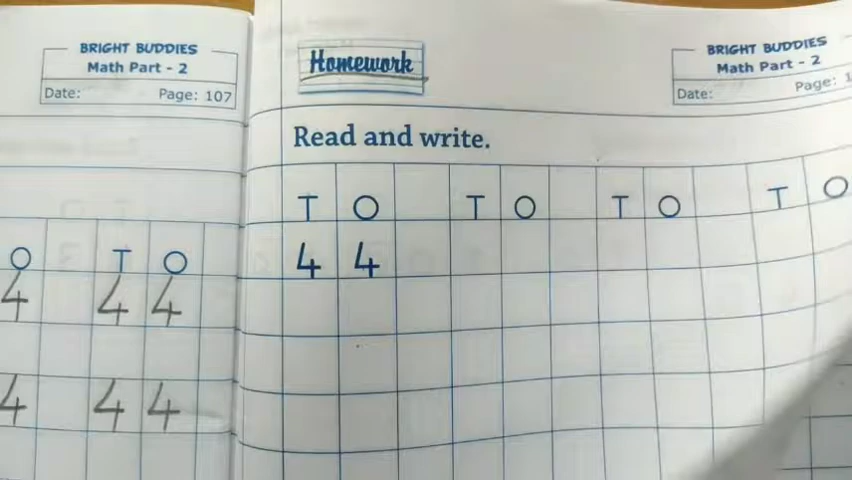 BRIGHT BUDDIES
Math Part - 2
Date: Page: 107
O T O
4 4 4
4 4 4
Homework
BRIGHT BUDDIES
Math Part - 2
Date: Page:
Read and write.
T O T O T O T O
4 4